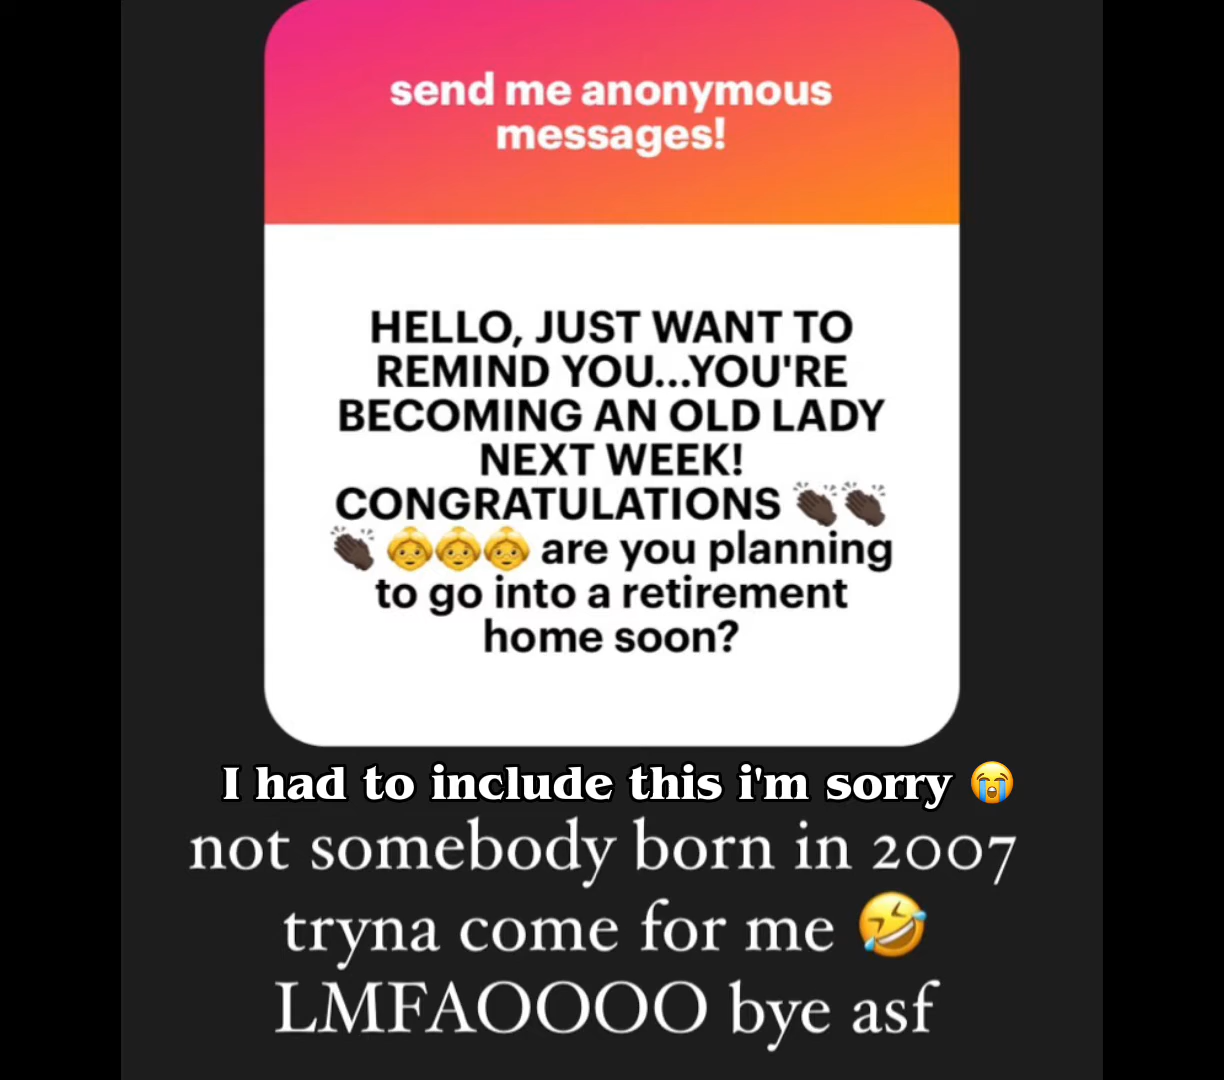 send me anonymous
messages!
HELLO, JUST WANT TO
REMIND YOU...YOU'RE
BECOMING AN OLD LADY
NEXT WEEK!
CONGRATULATIONS 👏🏿👏🏿
👏🏿 👵👵👵 are you planning
to go into a retirement
home soon?
I had to include this i'm sorry 😭
not somebody born in 2007
tryna come for me 🤣
LMFAOOOO bye asf